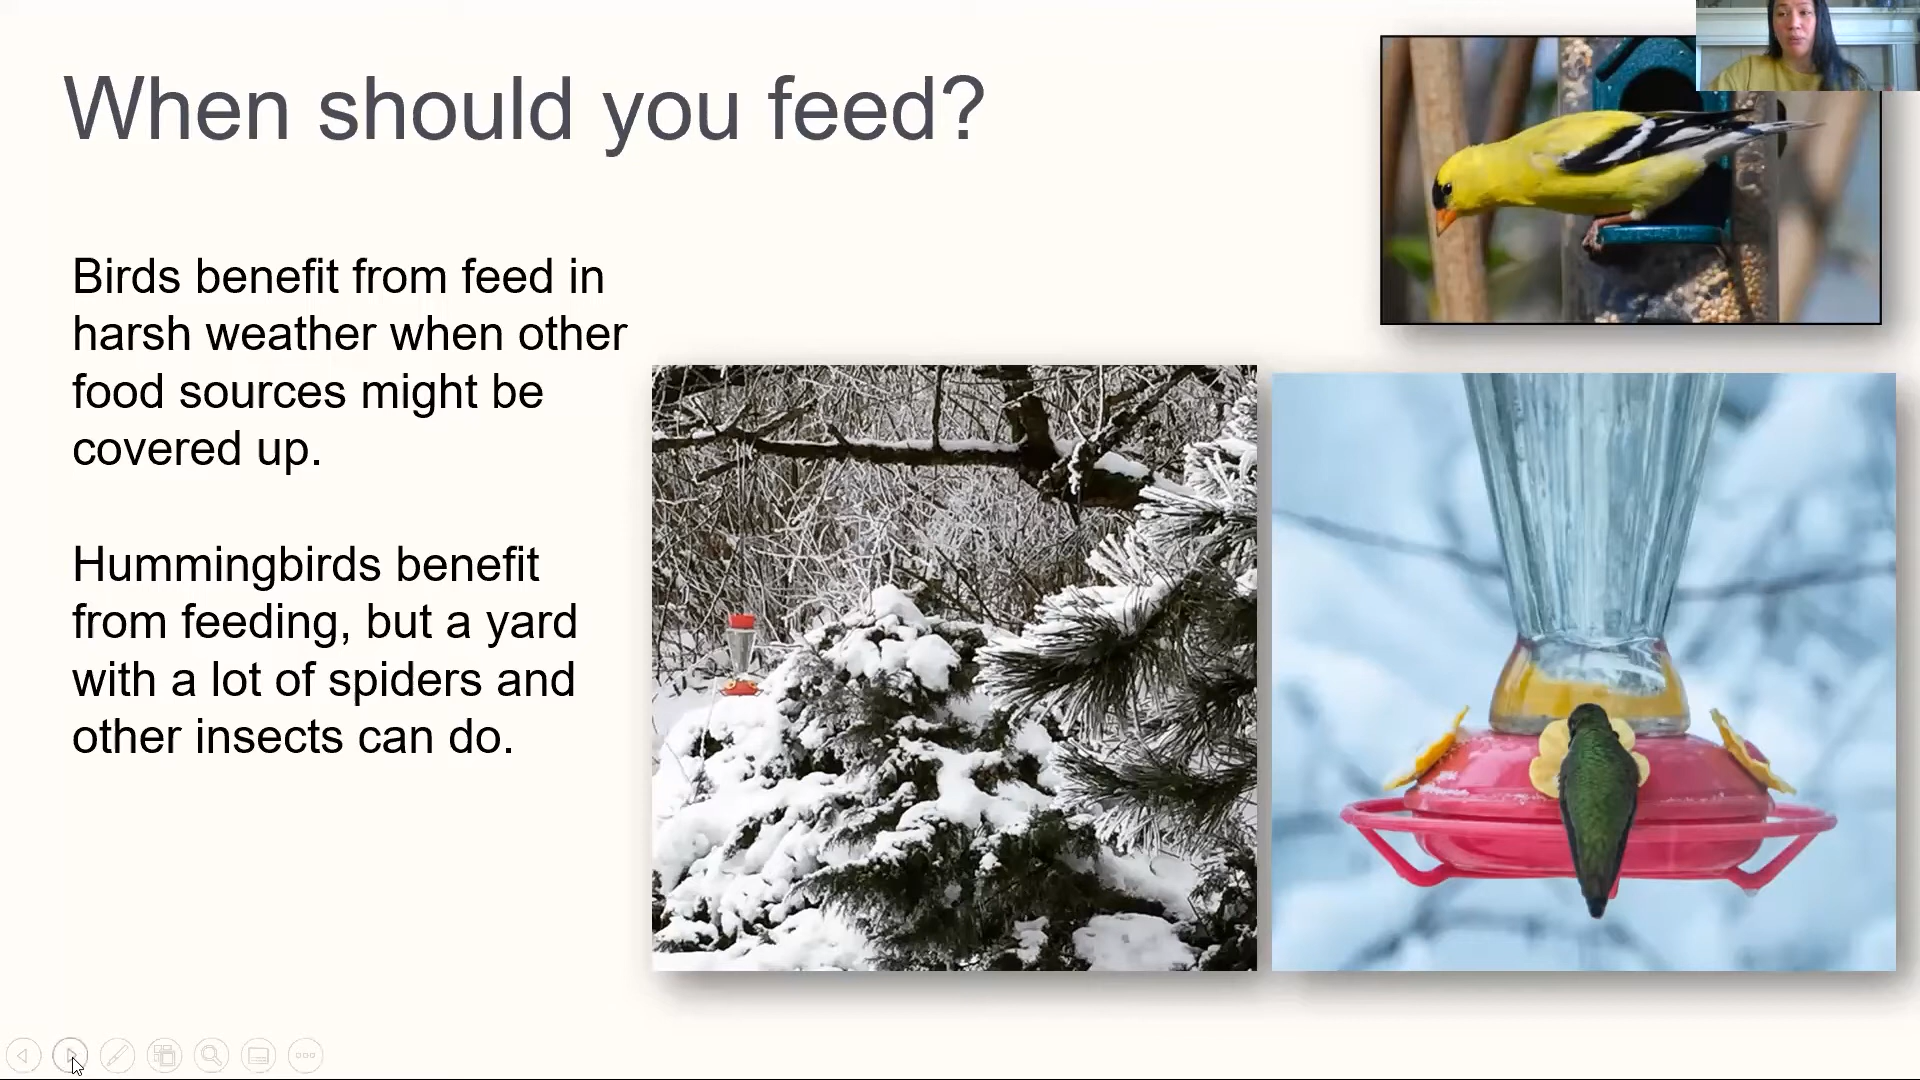 When should you feed?
Birds benefit from feed in
harsh weather when other
food sources might be
covered up.
Hummingbirds benefit
from feeding, but a yard
with a lot of spiders and
other insects can do.